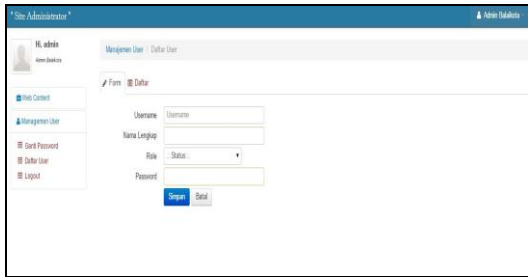 " Site Administrator "
Admin Balaikota
Hi, admin
Admin Balaikota
Web Content
Managemen User
Ganti Password
Daftar User
Logout
Manajemen User / Daftar User
Form
Daftar
Username
Username
Nama Lengkap
Role
:: Status ::
Password
Simpan
Batal